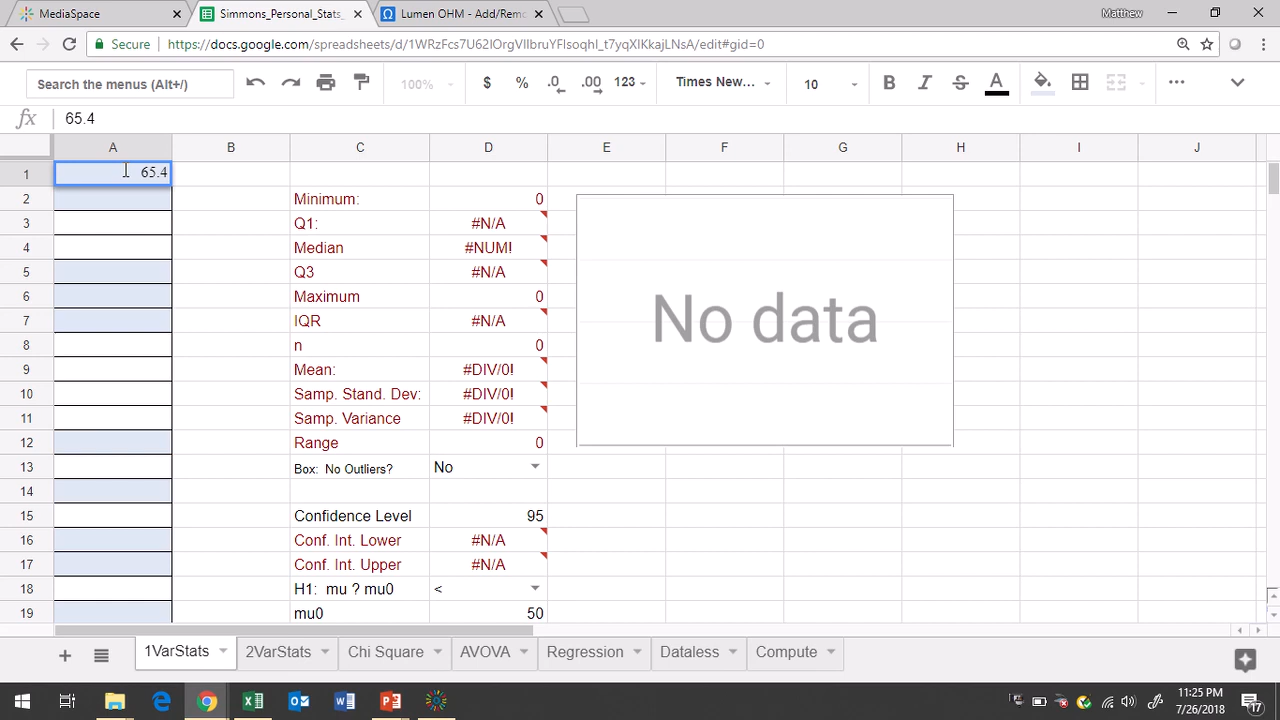 MediaSpace
Simmons_Personal_Stats_
Lumen OHM - Add/Remo
Matthew
Secure
https://docs.google.com/spreadsheets/d/1WRzFcs7U62IOrgVIIbruYFIsoqhI_t7yqXIKkajLNsA/edit#gid=0
Search the menus (Alt+/)
100%
$
%
.0
.00
123
Times New...
10
B
I
S
A
fx
65.4
A B C D E F G H I J
1 65.4
2 Minimum: 0
3 Q1: #N/A
4 Median #NUM!
5 Q3 #N/A
6 Maximum 0
7 IQR #N/A
8 n 0
9 Mean: #DIV/0!
10 Samp. Stand. Dev: #DIV/0!
11 Samp. Variance #DIV/0!
12 Range 0
13 Box: No Outliers? No
14
15 Confidence Level 95
16 Conf. Int. Lower #N/A
17 Conf. Int. Upper #N/A
18 H1: mu ? mu0 <
19 mu0 50
No data
1VarStats 2VarStats Chi Square AVOVA Regression Dataless Compute
11:25 PM
7/26/2018
17